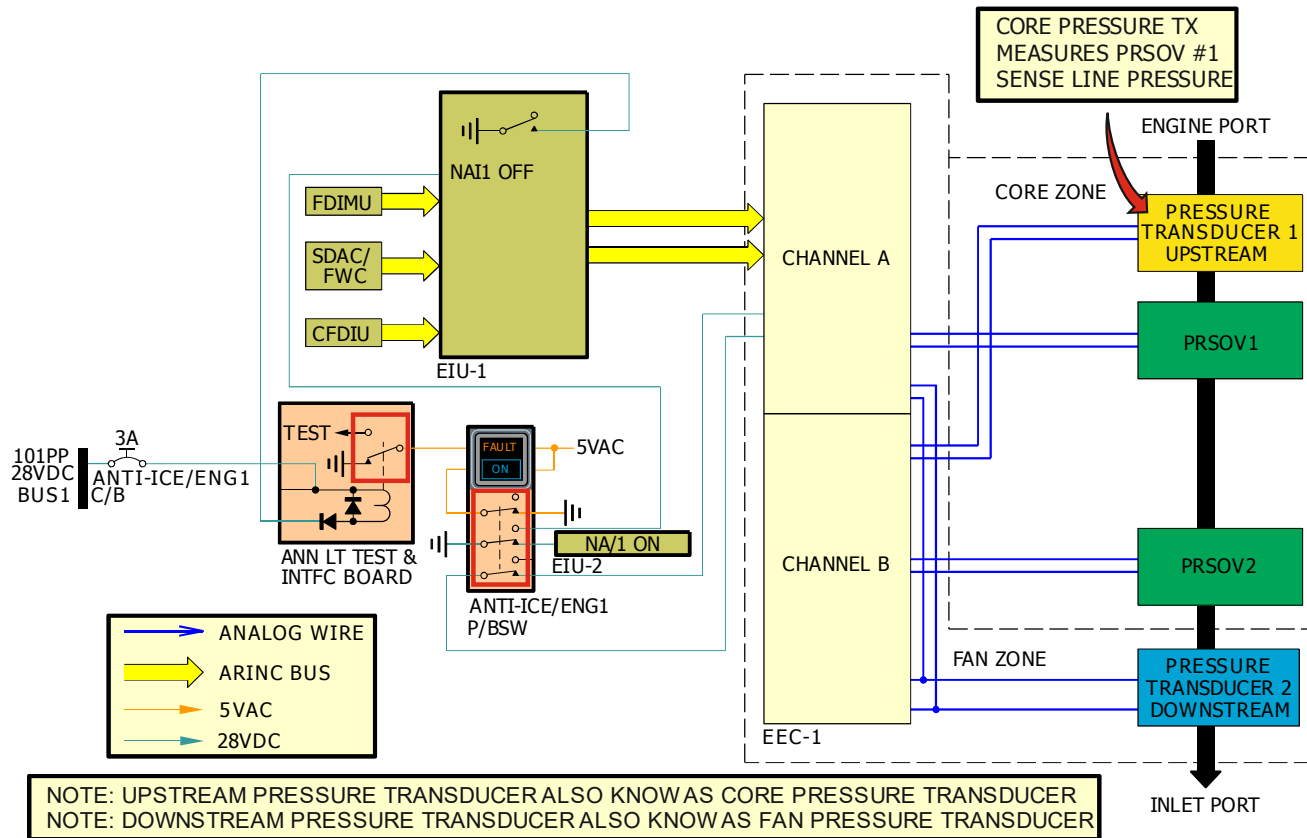 CORE PRESSURE TX
MEASURES PRSOV #1
SENSE LINE PRESSURE
ENGINE PORT
CORE ZONE
PRESSURE
TRANSDUCER 1
UPSTREAM
NAI1 OFF
FDIMU
SDAC/
FWC
CFDIU
EIU-1
CHANNEL A
PRSOV1
TEST
3A
101PP
28VDC
BUS1
ANTI-ICE/ENG1
C/B
FAULT
ON
5VAC
ANN LT TEST &
INTFC BOARD
NA/1 ON
EIU-2
ANTI-ICE/ENG1
P/BSW
CHANNEL B
PRSOV2
ANALOG WIRE
ARINC BUS
5VAC
28VDC
FAN ZONE
PRESSURE
TRANSDUCER 2
DOWNSTREAM
EEC-1
INLET PORT
NOTE: UPSTREAM PRESSURE TRANSDUCER ALSO KNOW AS CORE PRESSURE TRANSDUCER
NOTE: DOWNSTREAM PRESSURE TRANSDUCER ALSO KNOW AS FAN PRESSURE TRANSDUCER